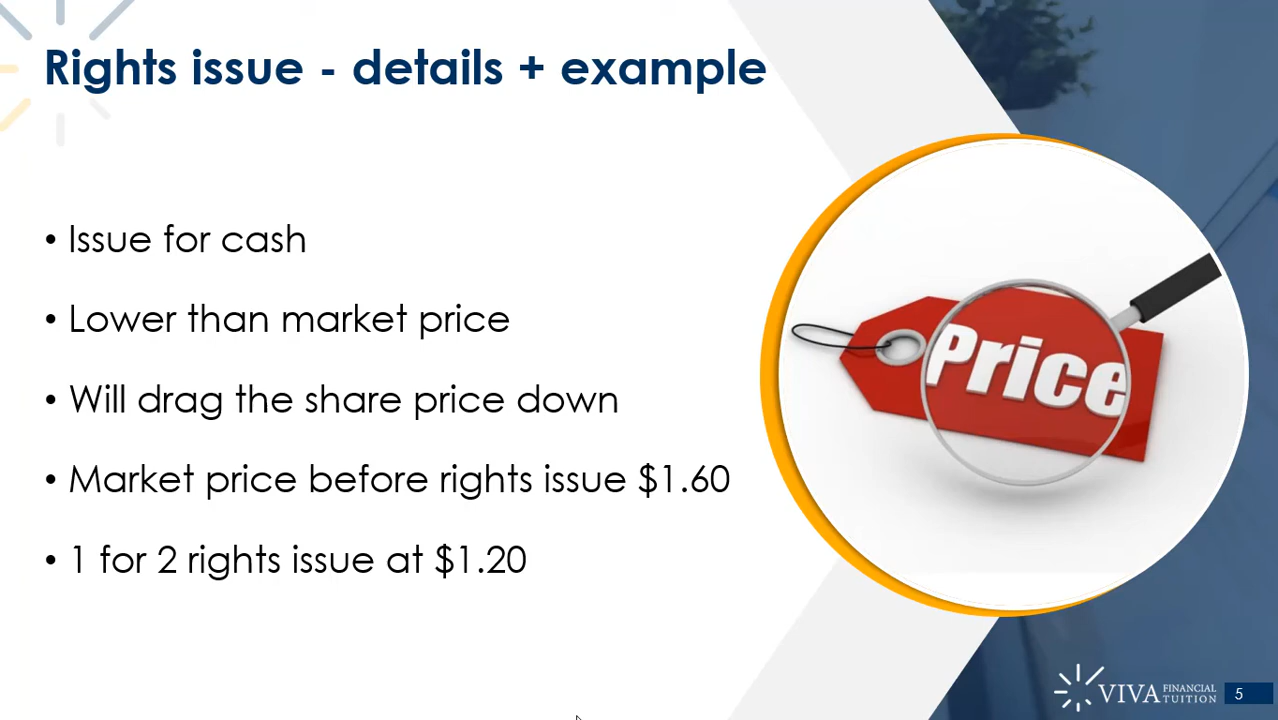 Rights issue - details + example
• Issue for cash
• Lower than market price
• Will drag the share price down
• Market price before rights issue $1.60
• 1 for 2 rights issue at $1.20
Price
VIVA FINANCIAL TUITION
5